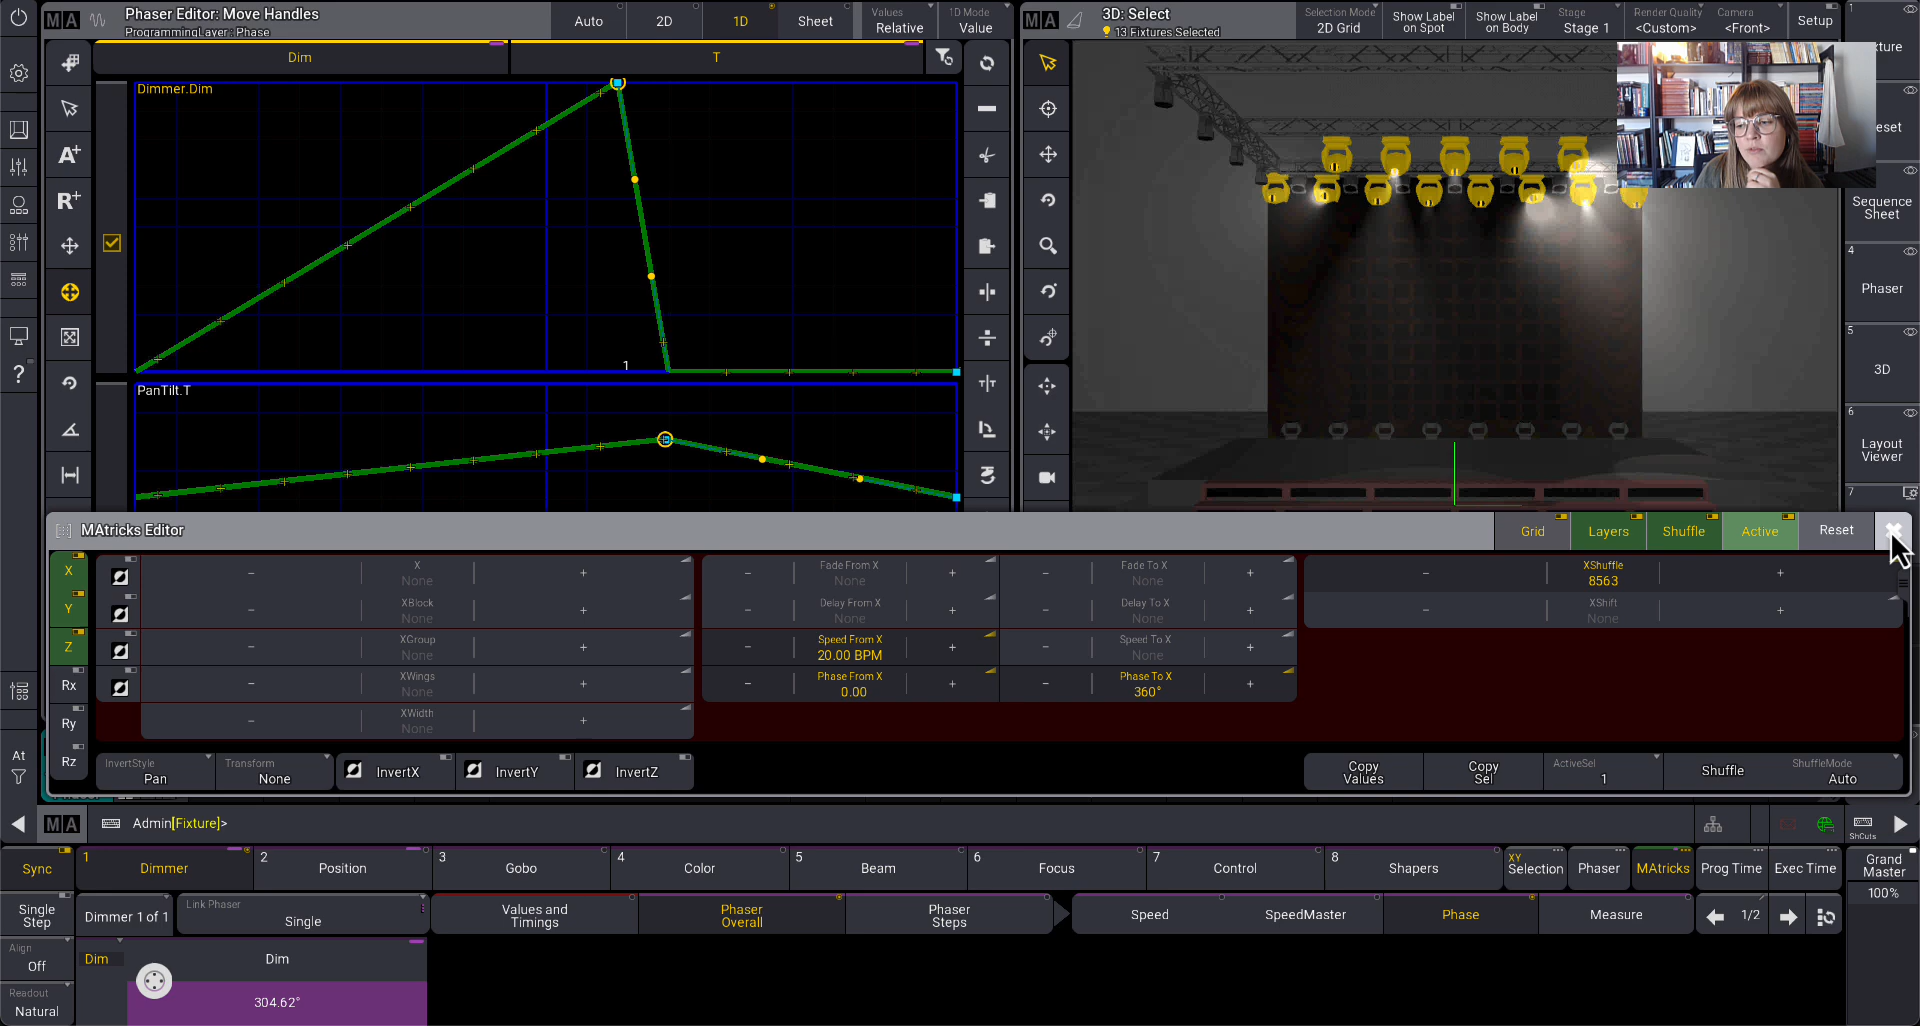 MA
Phaser Editor: Move Handles
ProgrammingLayer: Phase
Auto
2D
1D
Sheet
Values
Relative
1D Mode
Value
MA
3D: Select
13 Fixtures Selected
Selection Mode
2D Grid
Show Label
on Spot
Show Label
on Body
Stage
Stage 1
Render Quality
<Custom>
Camera
<Front>
Setup
1
Dim
T
Dimmer.Dim
A+
R+
1
PanTilt.T
Sequence
Sheet
4
Phaser
5
3D
6
Layout
Viewer
7
MAtricks Editor
Grid
Layers
Shuffle
Active
Reset
X
Y
Z
Rx
Ry
Rz
− X None +
− XBlock None +
− XGroup None +
− XWings None +
− XWidth None +
− Fade From X None +
− Delay From X None +
− Speed From X 20.00 BPM +
− Phase From X 0.00 +
− Fade To X None +
− Delay To X None +
− Speed To X None +
− Phase To X 360° +
− XShuffle 8563 +
− XShift None +
InvertStyle
Pan
Transform
None
InvertX
InvertY
InvertZ
Copy
Values
Copy
Sel
ActiveSel
1
Shuffle
ShuffleMode
Auto
At
?
MA
Admin[Fixture]>
ShCuts
Sync
1 Dimmer
2 Position
3 Gobo
4 Color
5 Beam
6 Focus
7 Control
8 Shapers
XY
Selection
Phaser
MAtricks
Prog Time
Exec Time
Grand
Master
100%
Single
Step
Dimmer 1 of 1
Link Phaser
Single
Values and
Timings
Phaser
Overall
Phaser
Steps
Speed
SpeedMaster
Phase
Measure
1/2
Align
Off
Dim
Dim
304.62°
Readout
Natural